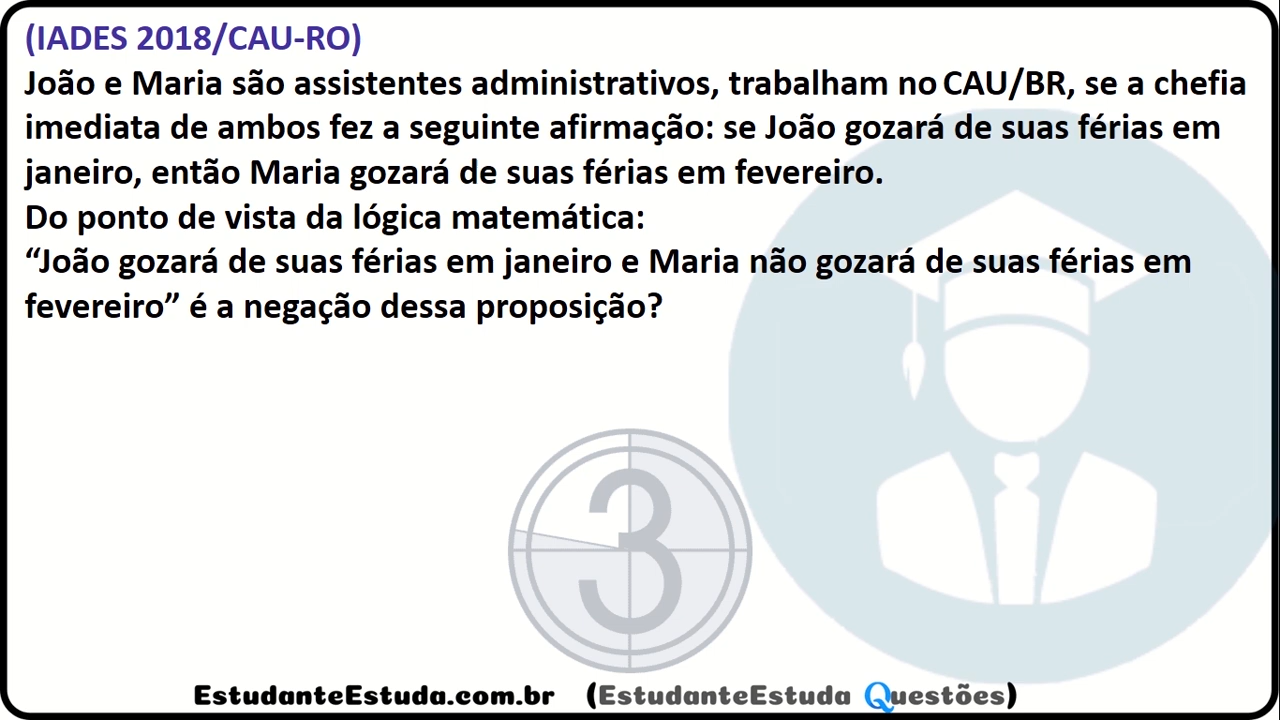 (IADES 2018/CAU-RO)
João e Maria são assistentes administrativos, trabalham no CAU/BR, se a chefia
imediata de ambos fez a seguinte afirmação: se João gozará de suas férias em
janeiro, então Maria gozará de suas férias em fevereiro.
Do ponto de vista da lógica matemática:
“João gozará de suas férias em janeiro e Maria não gozará de suas férias em
fevereiro” é a negação dessa proposição?
3
EstudanteEstuda.com.br (EstudanteEstuda Questões)